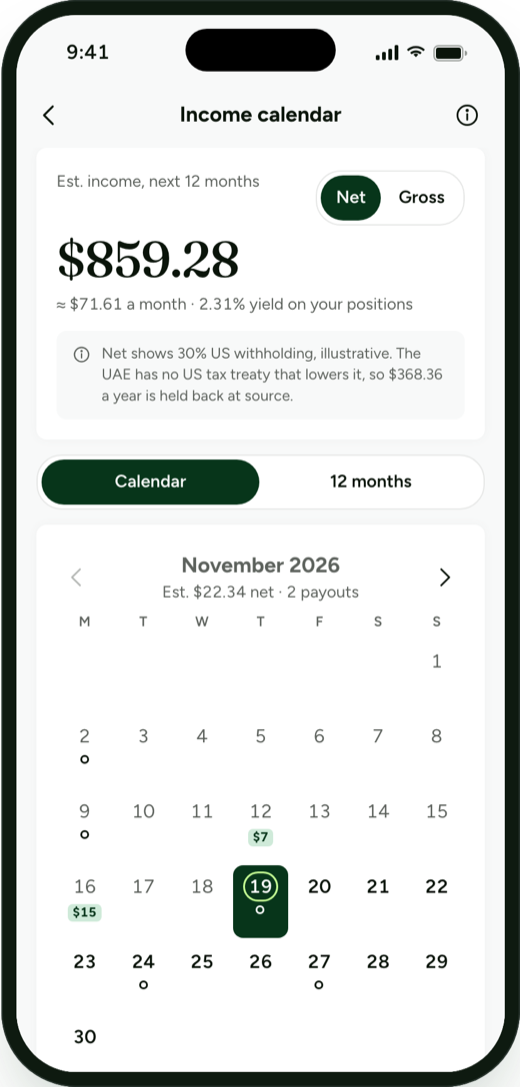 9:41
Income calendar
Est. income, next 12 months
Net Gross
$859.28
≈ $71.61 a month · 2.31% yield on your positions
Net shows 30% US withholding, illustrative. The
UAE has no US tax treaty that lowers it, so $368.36
a year is held back at source.
Calendar 12 months
November 2026
Est. $22.34 net · 2 payouts
M T W T F S S
1
2 3 4 5 6 7 8
9 10 11 12 13 14 15
$7
16 17 18 19 20 21 22
$15
23 24 25 26 27 28 29
30